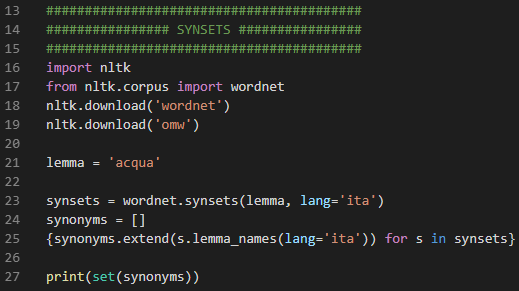 13 ########################################
14 ################ SYNSETS ################
15 ########################################
16 import nltk
17 from nltk.corpus import wordnet
18 nltk.download('wordnet')
19 nltk.download('omw')
20
21 lemma = 'acqua'
22
23 synsets = wordnet.synsets(lemma, lang='ita')
24 synonyms = []
25 {synonyms.extend(s.lemma_names(lang='ita')) for s in synsets}
26
27 print(set(synonyms))